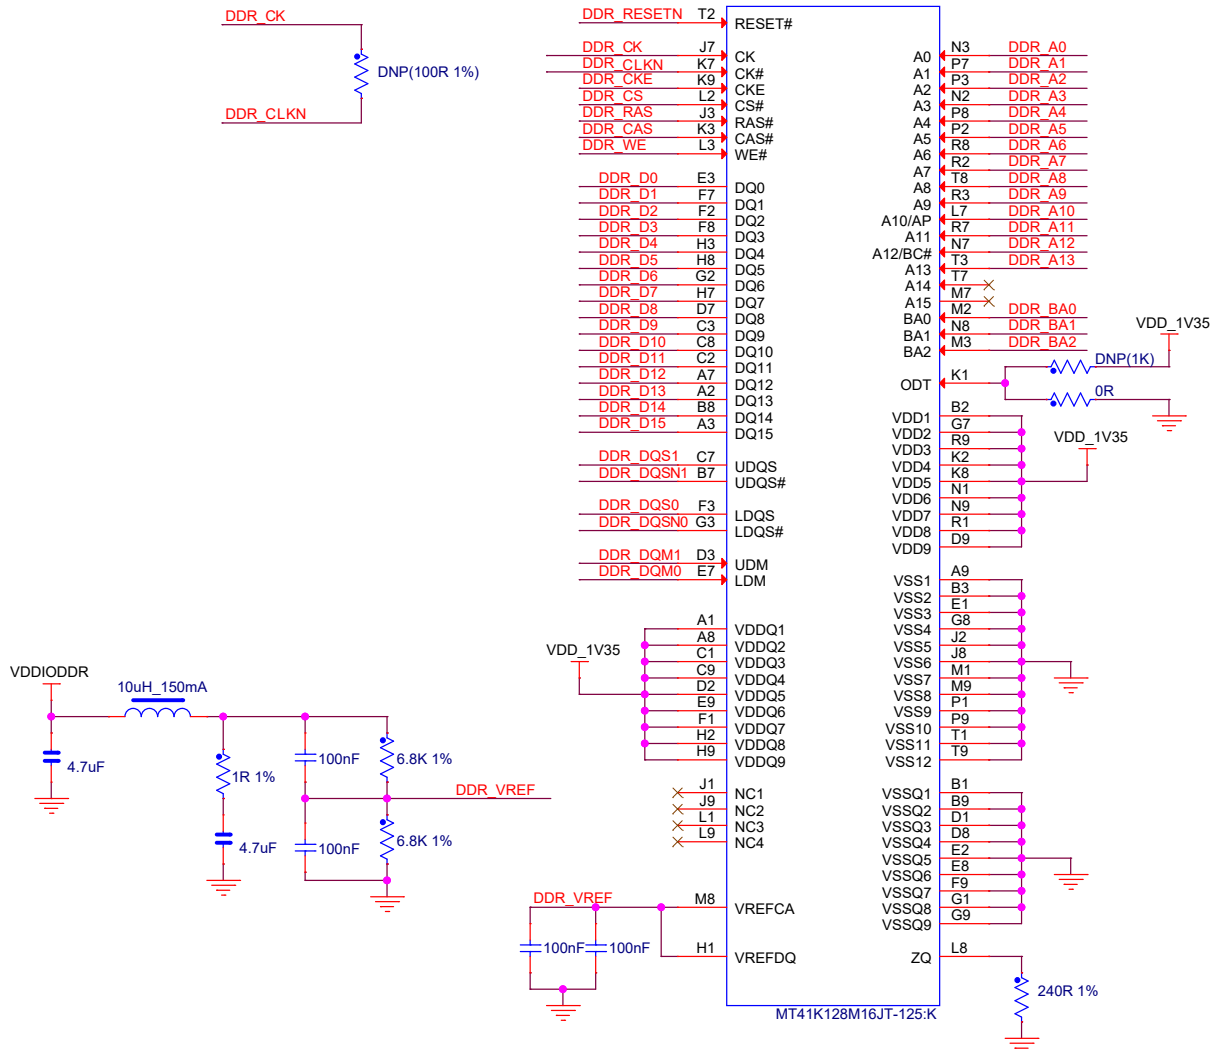 DDR_CK
DNP(100R 1%)
DDR_CLKN
DDR_RESETN T2 RESET#
DDR_CK J7 CK
DDR_CLKN K7 CK#
DDR_CKE K9 CKE
DDR_CS L2 CS#
DDR_RAS J3 RAS#
DDR_CAS K3 CAS#
DDR_WE L3 WE#
DDR_D0 E3 DQ0
DDR_D1 F7 DQ1
DDR_D2 F2 DQ2
DDR_D3 F8 DQ3
DDR_D4 H3 DQ4
DDR_D5 H8 DQ5
DDR_D6 G2 DQ6
DDR_D7 H7 DQ7
DDR_D8 D7 DQ8
DDR_D9 C3 DQ9
DDR_D10 C8 DQ10
DDR_D11 C2 DQ11
DDR_D12 A7 DQ12
DDR_D13 A2 DQ13
DDR_D14 B8 DQ14
DDR_D15 A3 DQ15
DDR_DQS1 C7 UDQS
DDR_DQSN1 B7 UDQS#
DDR_DQS0 F3 LDQS
DDR_DQSN0 G3 LDQS#
DDR_DQM1 D3 UDM
DDR_DQM0 E7 LDM
VDD_1V35
A1 VDDQ1
A8 VDDQ2
C1 VDDQ3
C9 VDDQ4
D2 VDDQ5
E9 VDDQ6
F1 VDDQ7
H2 VDDQ8
H9 VDDQ9
J1 NC1
J9 NC2
L1 NC3
L9 NC4
DDR_VREF
M8 VREFCA
H1 VREFDQ
100nF 100nF
A0 N3 DDR_A0
A1 P7 DDR_A1
A2 P3 DDR_A2
A3 N2 DDR_A3
A4 P8 DDR_A4
A5 P2 DDR_A5
A6 R8 DDR_A6
A7 R2 DDR_A7
A8 T8 DDR_A8
A9 R3 DDR_A9
A10/AP L7 DDR_A10
A11 R7 DDR_A11
A12/BC# N7 DDR_A12
A13 T3 DDR_A13
A14 T7
A15 M7
BA0 M2 DDR_BA0
BA1 N8 DDR_BA1
BA2 M3 DDR_BA2
VDD_1V35
DNP(1K)
ODT K1
0R
VDD1 B2
VDD2 G7
VDD3 R9
VDD4 K2
VDD5 K8
VDD6 N1
VDD7 N9
VDD8 R1
VDD9 D9
VDD_1V35
VSS1 A9
VSS2 B3
VSS3 E1
VSS4 G8
VSS5 J2
VSS6 J8
VSS7 M1
VSS8 M9
VSS9 P1
VSS10 P9
VSS11 T1
VSS12 T9
VSSQ1 B1
VSSQ2 B9
VSSQ3 D1
VSSQ4 D8
VSSQ5 E2
VSSQ6 E8
VSSQ7 F9
VSSQ8 G1
VSSQ9 G9
ZQ L8
240R 1%
MT41K128M16JT-125:K
VDDIODDR
10uH_150mA
4.7uF
1R 1%
4.7uF
100nF
6.8K 1%
DDR_VREF
100nF
6.8K 1%